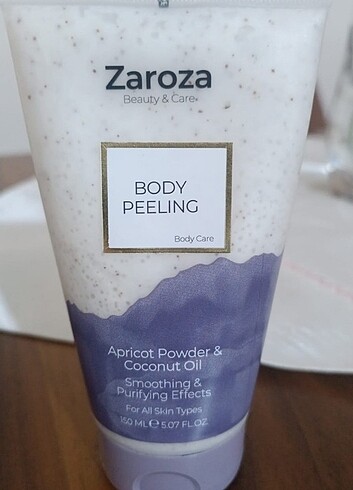 Zaroza
Beauty & Care
BODY
PEELING
Body Care
Apricot Powder &
Coconut Oil
Smoothing &
Purifying Effects
For All Skin Types
150 ML ℮ 5.07 FL.OZ